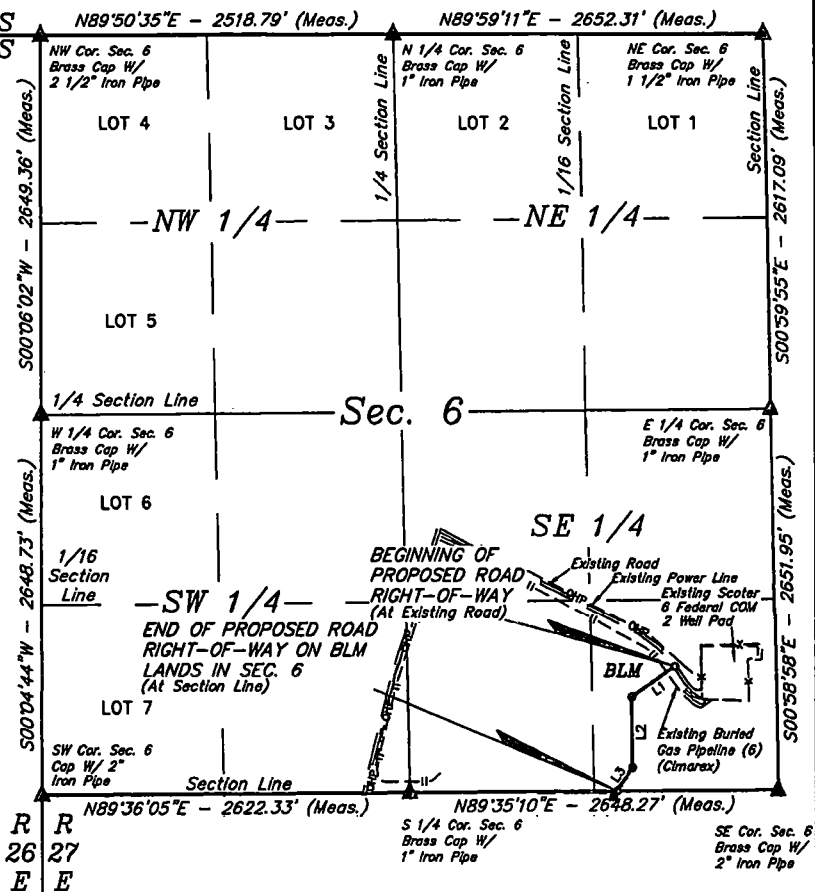 S
S
N89°50'35"E - 2518.79' (Meas.)
N89°59'11"E - 2652.31' (Meas.)
NW Cor. Sec. 6
Brass Cap W/
2 1/2" Iron Pipe
N 1/4 Cor. Sec. 6
Brass Cap W/
1" Iron Pipe
NE Cor. Sec. 6
Brass Cap W/
1 1/2" Iron Pipe
LOT 4
LOT 3
LOT 2
LOT 1
1/4 Section Line
1/16 Section Line
Section Line
S00°06'02"W - 2649.36' (Meas.)
S00°59'55"E - 2617.09' (Meas.)
NW 1/4
NE 1/4
LOT 5
1/4 Section Line
Sec. 6
W 1/4 Cor. Sec. 6
Brass Cap W/
1" Iron Pipe
E 1/4 Cor. Sec. 6
Brass Cap W/
1" Iron Pipe
LOT 6
S00°04'44"W - 2648.73' (Meas.)
S00°58'58"E - 2651.95' (Meas.)
1/16
Section
Line
SE 1/4
SW 1/4
BEGINNING OF
PROPOSED ROAD
RIGHT-OF-WAY
(At Existing Road)
Existing Road
Existing Power Line
Existing Scoter
6 Federal COM
2 Well Pad
OHP
OHP
END OF PROPOSED ROAD
RIGHT-OF-WAY ON BLM
LANDS IN SEC. 6
(At Section Line)
BLM
L1
L2
L3
LOT 7
OHP
OHP
Existing Buried
Gas Pipeline (6)
(Cimarex)
SW Cor. Sec. 6
Cap W/ 2"
Iron Pipe
Section Line
N89°36'05"E - 2622.33' (Meas.)
N89°35'10"E - 2648.27' (Meas.)
S 1/4 Cor. Sec. 6
Brass Cap W/
1" Iron Pipe
SE Cor. Sec. 6
Brass Cap W/
2" Iron Pipe
R R
26 27
E E